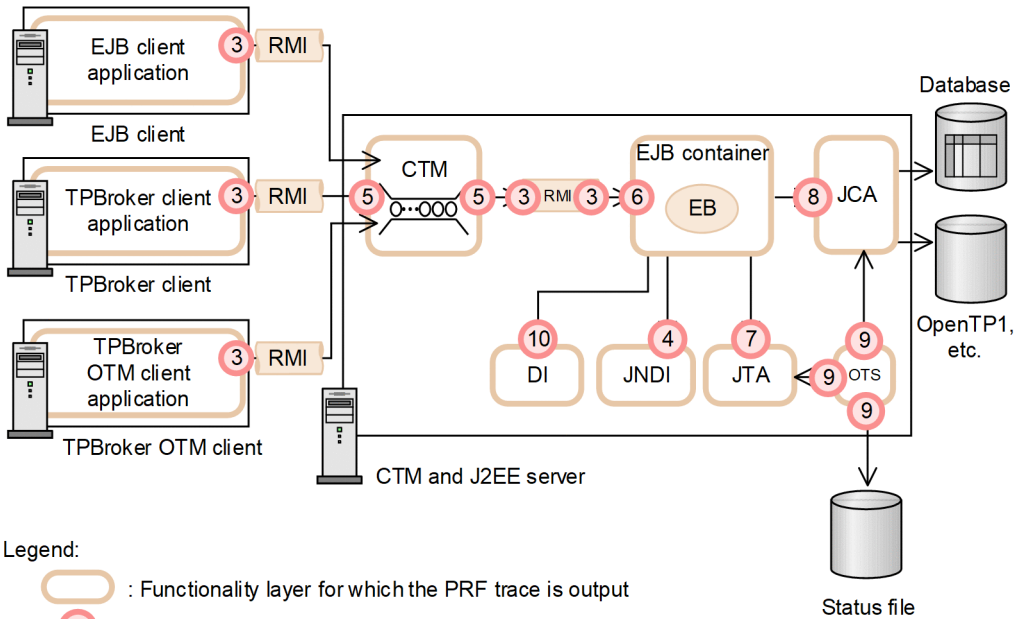 EJB client
application
3
RMI
EJB client
TPBroker client
application
3
RMI
TPBroker client
TPBroker
OTM client
application
3
RMI
TPBroker OTM client
CTM
5
5
3
RMI
3
6
EJB container
EB
8
JCA
Database
OpenTP1,
etc.
10
DI
4
JNDI
7
JTA
9
9
OTS
9
CTM and J2EE server
Status file
Legend:
: Functionality layer for which the PRF trace is output